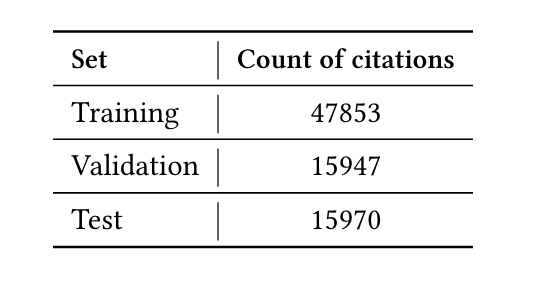 Set Count of citations
Training 47853
Validation 15947
Test 15970